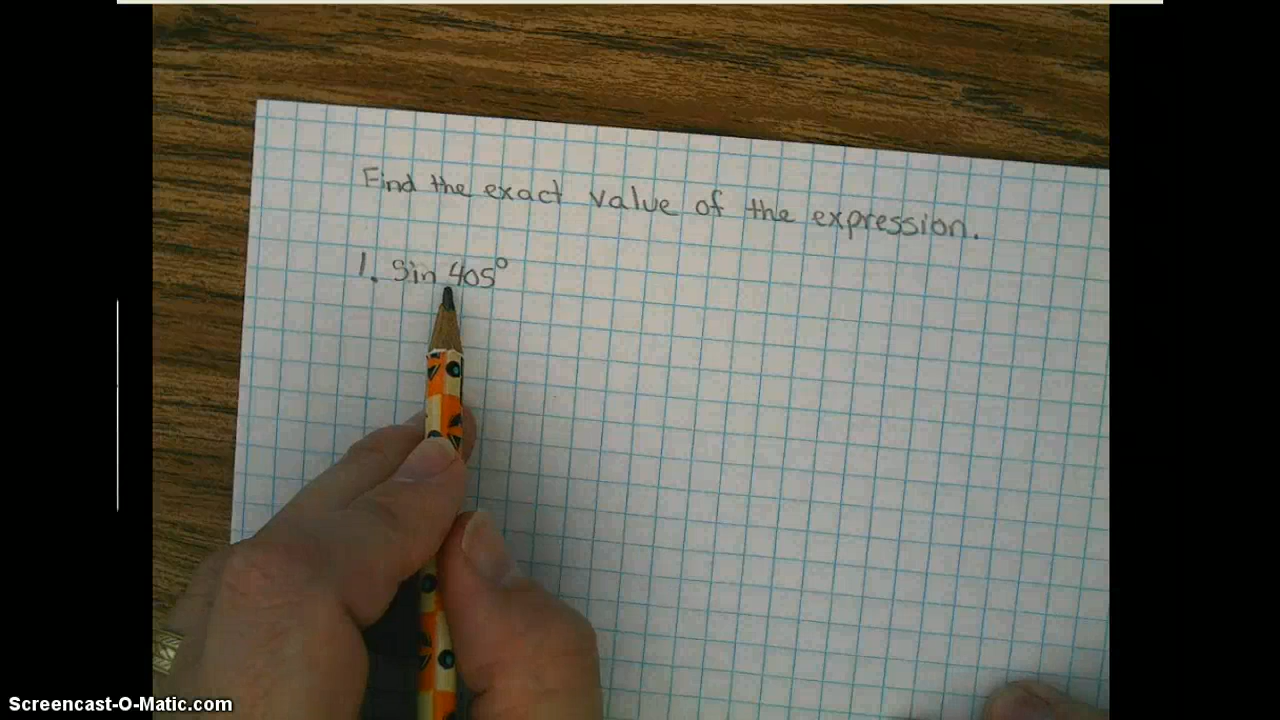 Find the exact value of the expression.
1. Sin 405°
Screencast-O-Matic.com